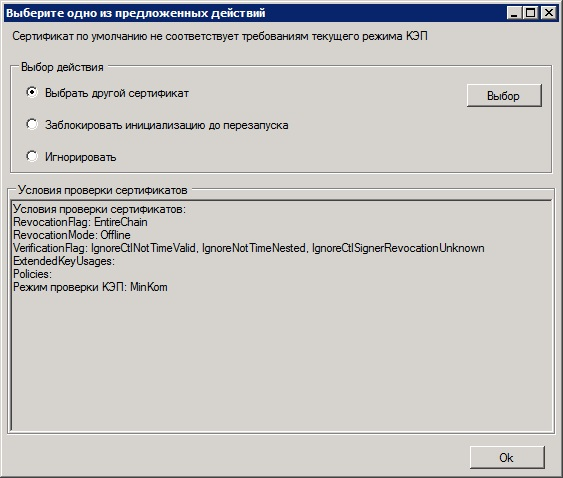 Выберите одно из предложенных действий
Сертификат по умолчанию не соответствует требованиям текущего режима КЭП
Выбор действия
Выбрать другой сертификат
Выбор
Заблокировать инициализацию до перезапуска
Игнорировать
Условия проверки сертификатов
Условия проверки сертификатов:
RevocationFlag: EntireChain
RevocationMode: Offline
VerificationFlag: IgnoreCtlNotTimeValid, IgnoreNotTimeNested, IgnoreCtlSignerRevocationUnknown
ExtendedKeyUsages:
Policies:
Режим проверки КЭП: MinKom
Ok